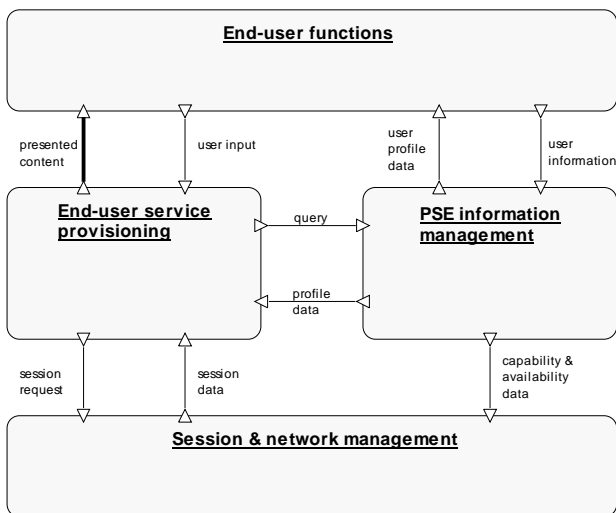 End-user functions
presented
content
user input
user
profile
data
user
information
End-user service
provisioning
query
PSE information
management
profile
data
session
request
session
data
capability &
availability
data
Session & network management